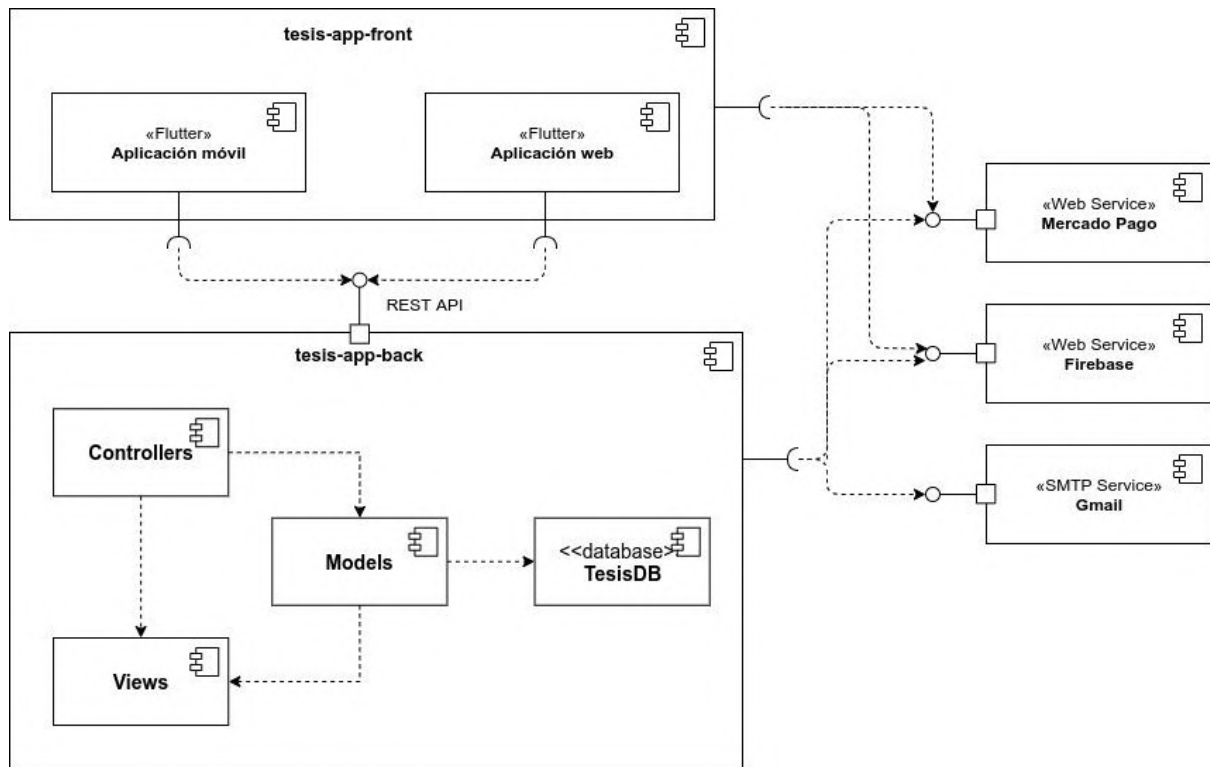 tesis-app-front
«Flutter»
Aplicación móvil
«Flutter»
Aplicación web
«Web Service»
Mercado Pago
REST API
tesis-app-back
«Web Service»
Firebase
Controllers
«SMTP Service»
Gmail
Models
<<database>
TesisDB
Views